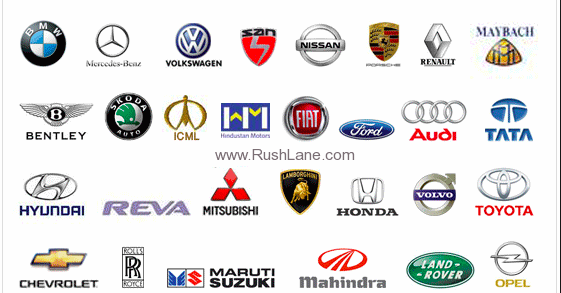 BMW
Mercedes-Benz
VOLKSWAGEN
san
NISSAN
PORSCHE
RENAULT
MAYBACH
BENTLEY
SKODA
AUTO
ICML
HM
Hindustan Motors
FIAT
Ford
Audi
TATA
www.RushLane.com
HYUNDAI
REVA
MITSUBISHI
LAMBORGHINI
HONDA
VOLVO
TOYOTA
CHEVROLET
ROLLS
RR
ROYCE
MARUTI
SUZUKI
Mahindra
LAND-
ROVER
OPEL